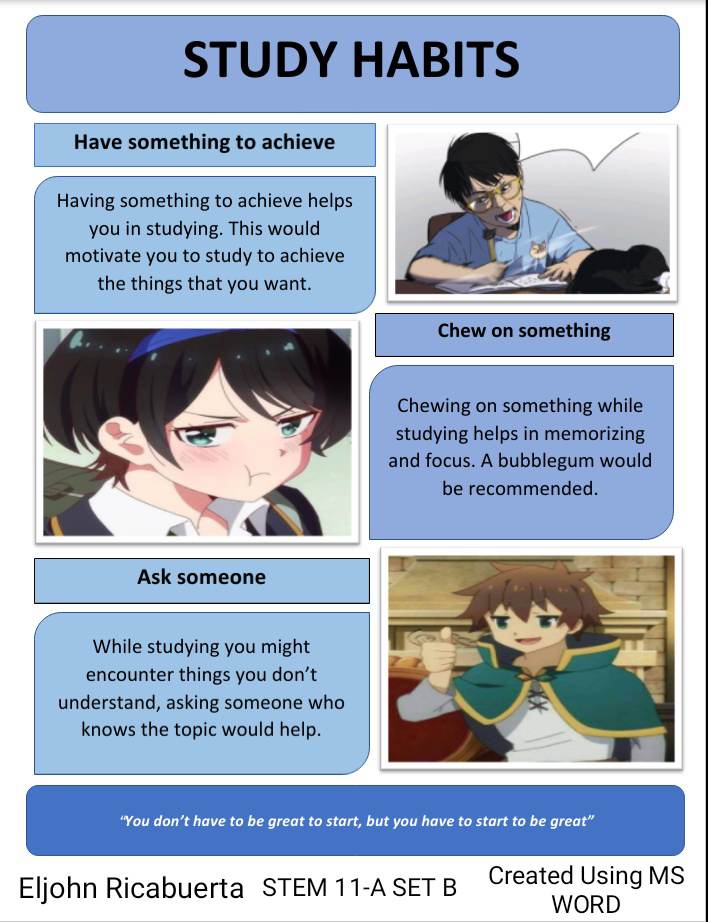 STUDY HABITS
Have something to achieve
Having something to achieve helps
you in studying. This would
motivate you to study to achieve
the things that you want.
Chew on something
Chewing on something while
studying helps in memorizing
and focus. A bubblegum would
be recommended.
Ask someone
While studying you might
encounter things you don’t
understand, asking someone who
knows the topic would help.
“You don’t have to be great to start, but you have to start to be great”
Eljohn Ricabuerta
STEM 11-A SET B
Created Using MS
WORD